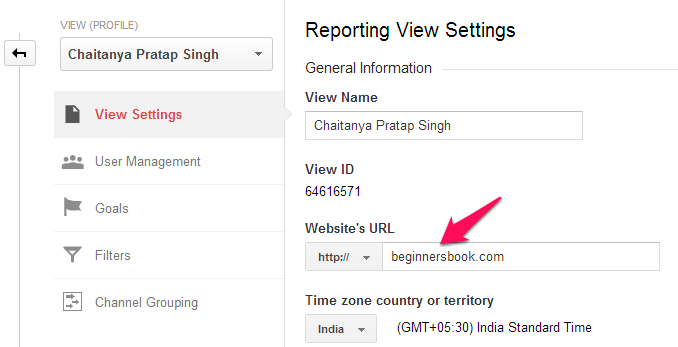 VIEW (PROFILE)
Chaitanya Pratap Singh
View Settings
User Management
Goals
Filters
Channel Grouping
Reporting View Settings
General Information
View Name
Chaitanya Pratap Singh
View ID
64616571
Website's URL
http:// beginnersbook.com
Time zone country or territory
India (GMT+05:30) India Standard Time